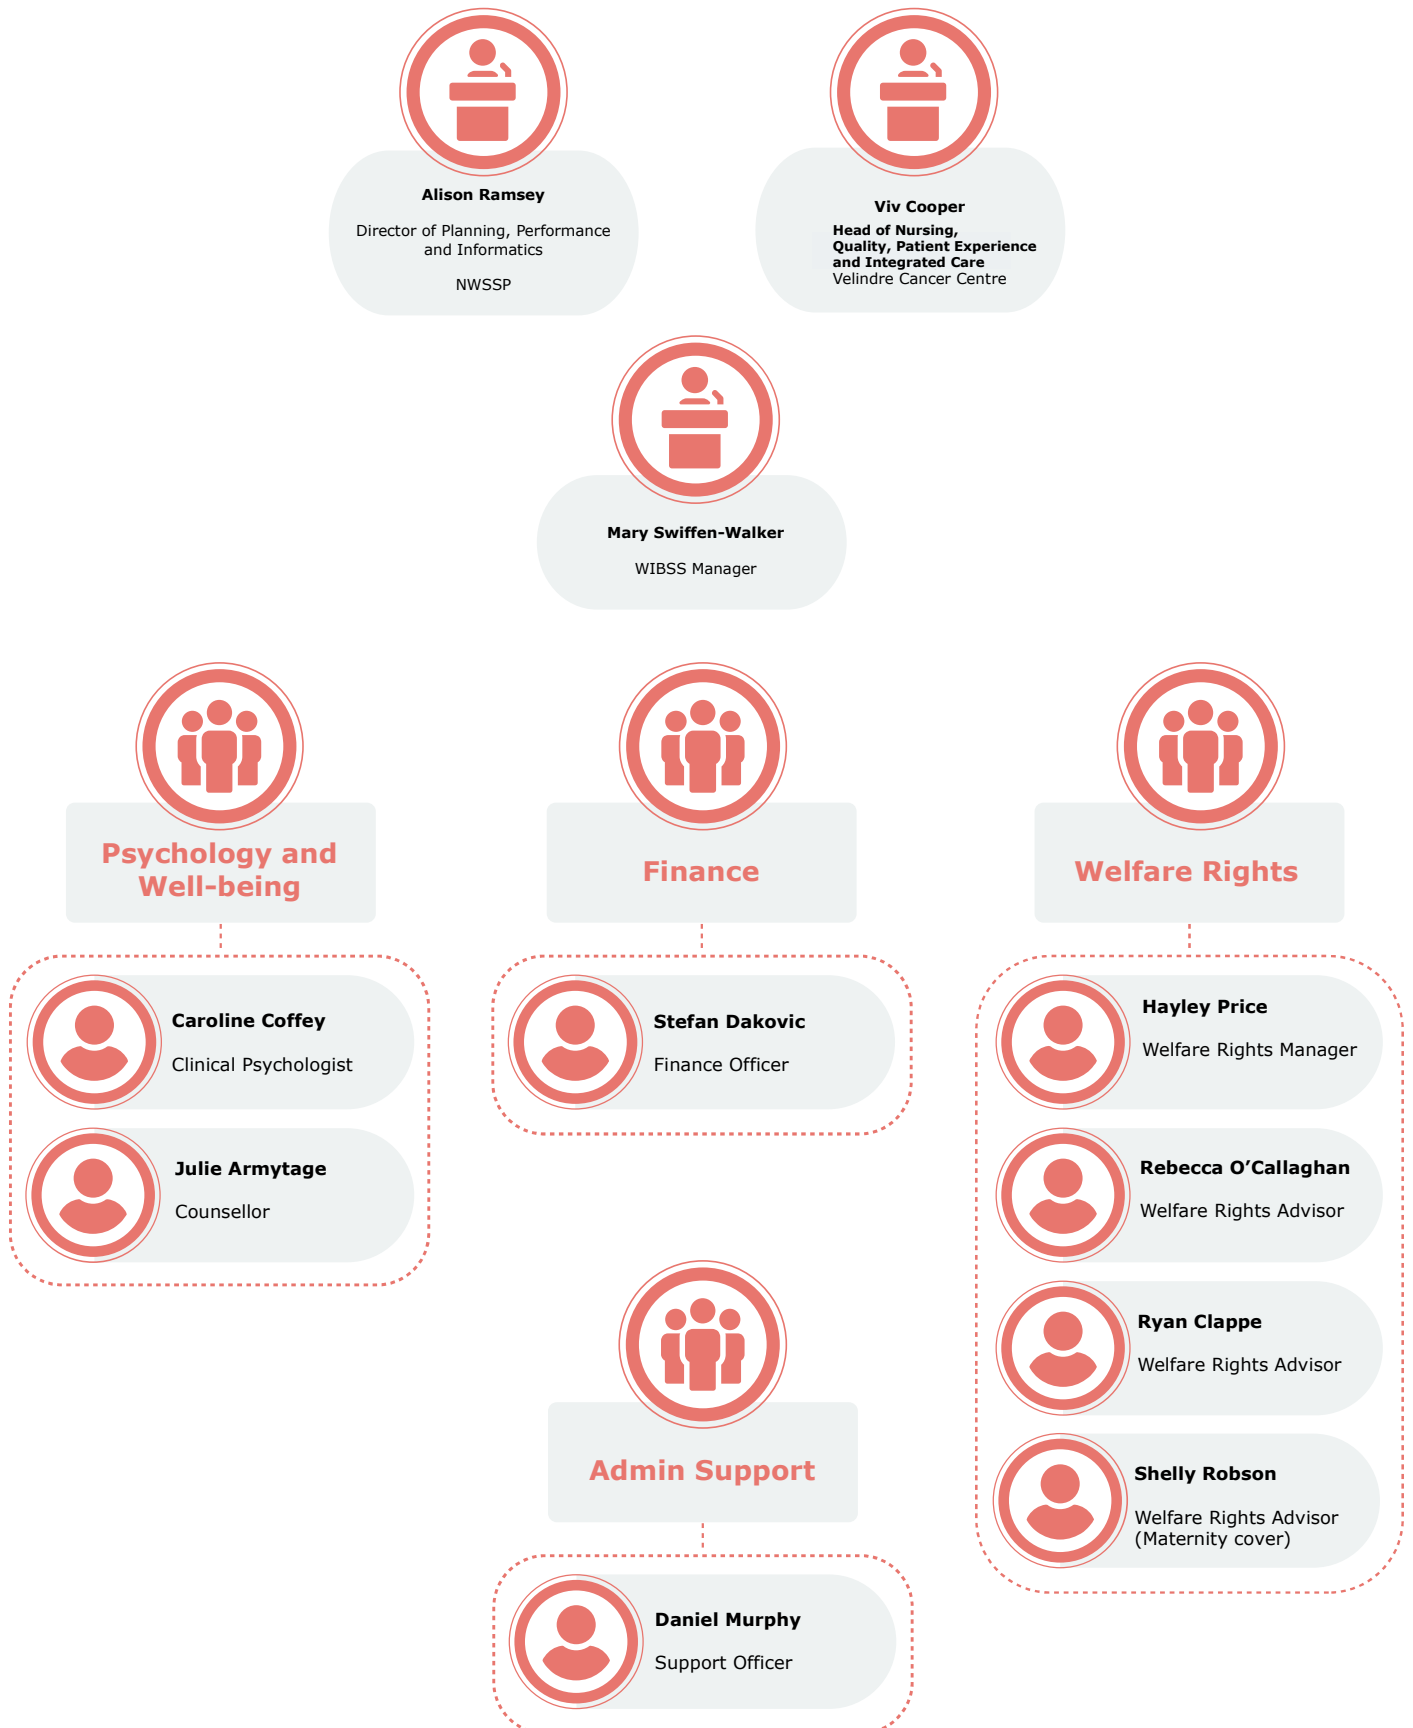 Alison Ramsey
Director of Planning, Performance
and Informatics
NWSSP
Viv Cooper
Head of Nursing,
Quality, Patient Experience
and Integrated Care
Velindre Cancer Centre
Mary Swiffen-Walker
WIBSS Manager
Psychology and
Well-being
Caroline Coffey
Clinical Psychologist
Julie Armytage
Counsellor
Finance
Stefan Dakovic
Finance Officer
Welfare Rights
Hayley Price
Welfare Rights Manager
Rebecca O’Callaghan
Welfare Rights Advisor
Ryan Clappe
Welfare Rights Advisor
Shelly Robson
Welfare Rights Advisor
(Maternity cover)
Admin Support
Daniel Murphy
Support Officer